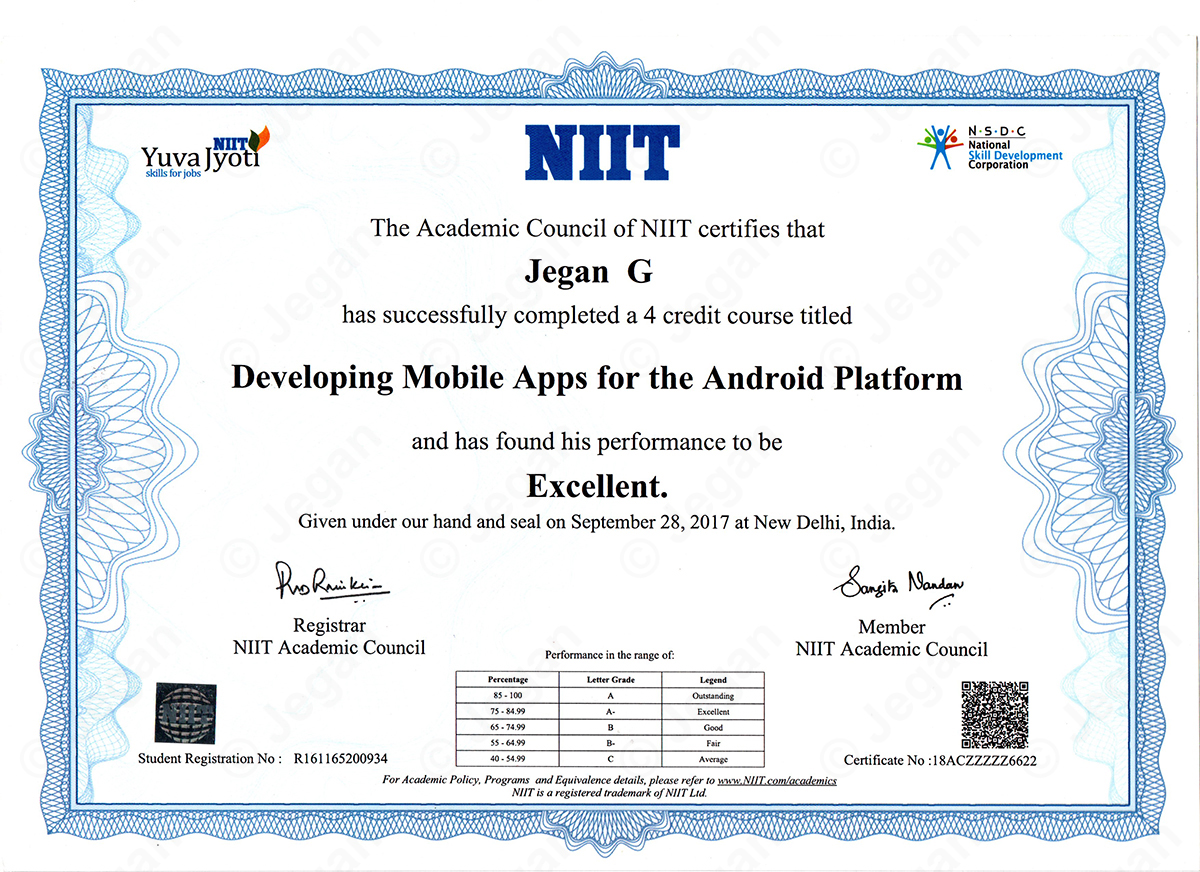 NIIT
Yuva Jyoti
skills for jobs
NIIT
N·S·D·C
National
Skill Development
Corporation
The Academic Council of NIIT certifies that
Jegan G
has successfully completed a 4 credit course titled
Developing Mobile Apps for the Android Platform
and has found his performance to be
Excellent.
Given under our hand and seal on September 28, 2017 at New Delhi, India.
Sangita Nandan
Registrar
NIIT Academic Council
Member
NIIT Academic Council
Performance in the range of:
Percentage Letter Grade Legend
85 - 100 A Outstanding
75 - 84.99 A- Excellent
65 - 74.99 B Good
55 - 64.99 B- Fair
40 - 54.99 C Average
NIIT
Student Registration No : R161165200934
Certificate No :18ACZZZZZ6622
For Academic Policy, Programs and Equivalence details, please refer to www.NIIT.com/academics
NIIT is a registered trademark of NIIT Ltd.
© Jegan